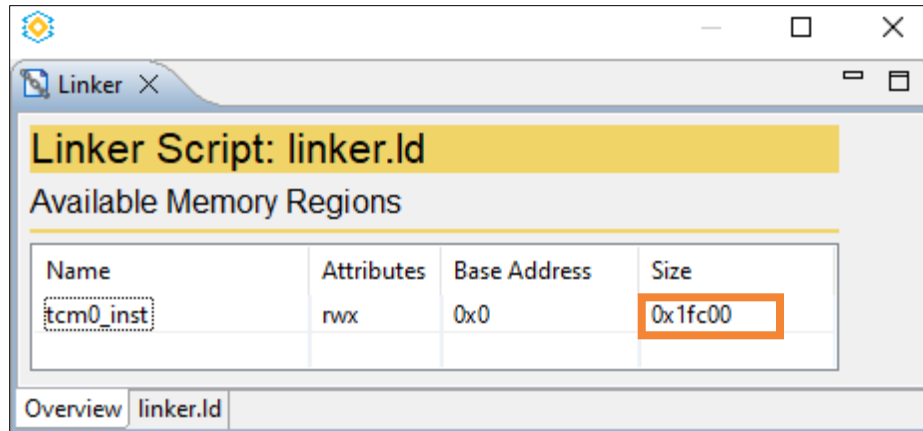 Linker
Linker Script: linker.ld
Available Memory Regions
Name Attributes Base Address Size
tcm0_inst rwx 0x0 0x1fc00
Overview linker.ld